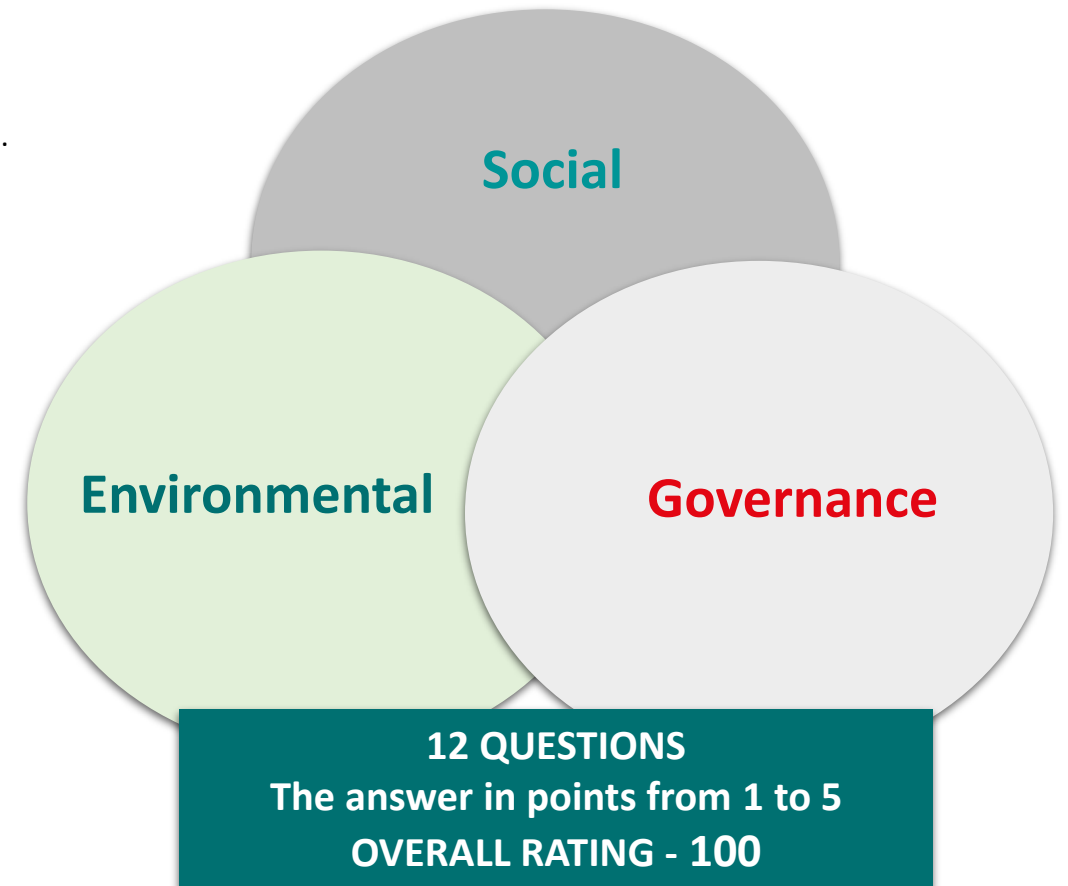 Social
Environmental
Governance
12 QUESTIONS
The answer in points from 1 to 5
OVERALL RATING - 100